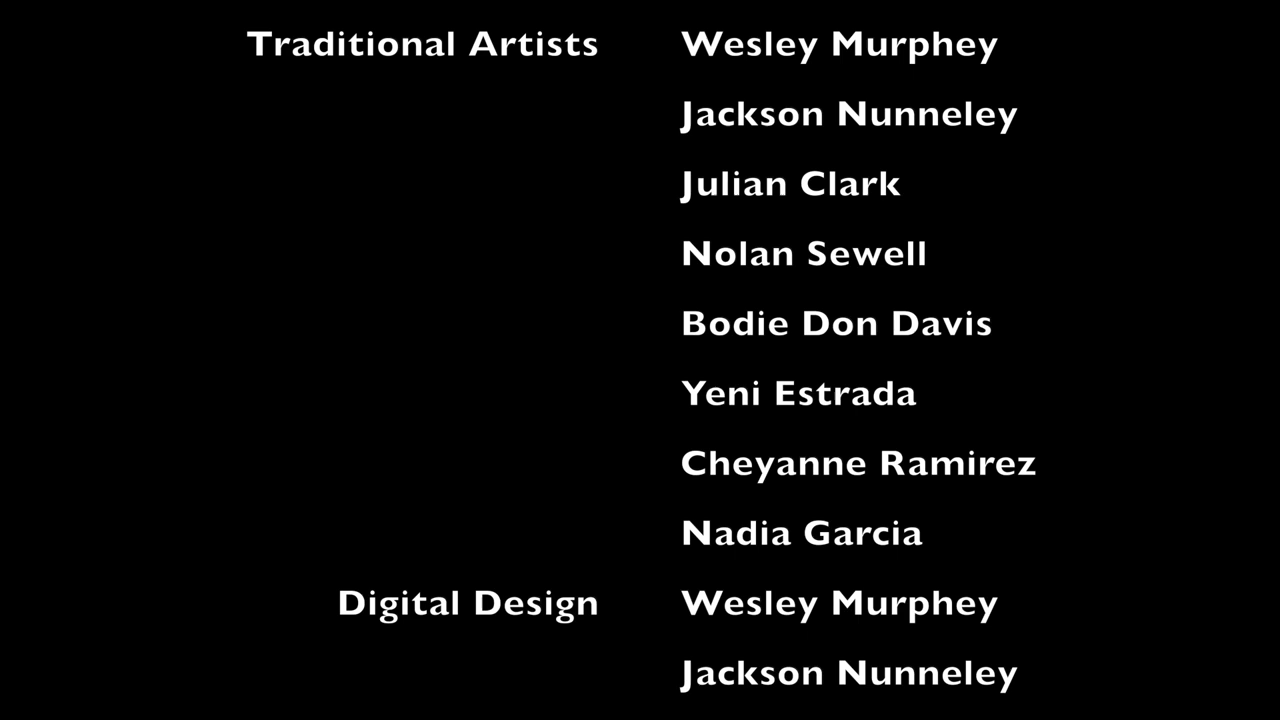 Traditional Artists Wesley Murphey
Jackson Nunneley
Julian Clark
Nolan Sewell
Bodie Don Davis
Yeni Estrada
Cheyanne Ramirez
Nadia Garcia
Digital Design Wesley Murphey
Jackson Nunneley